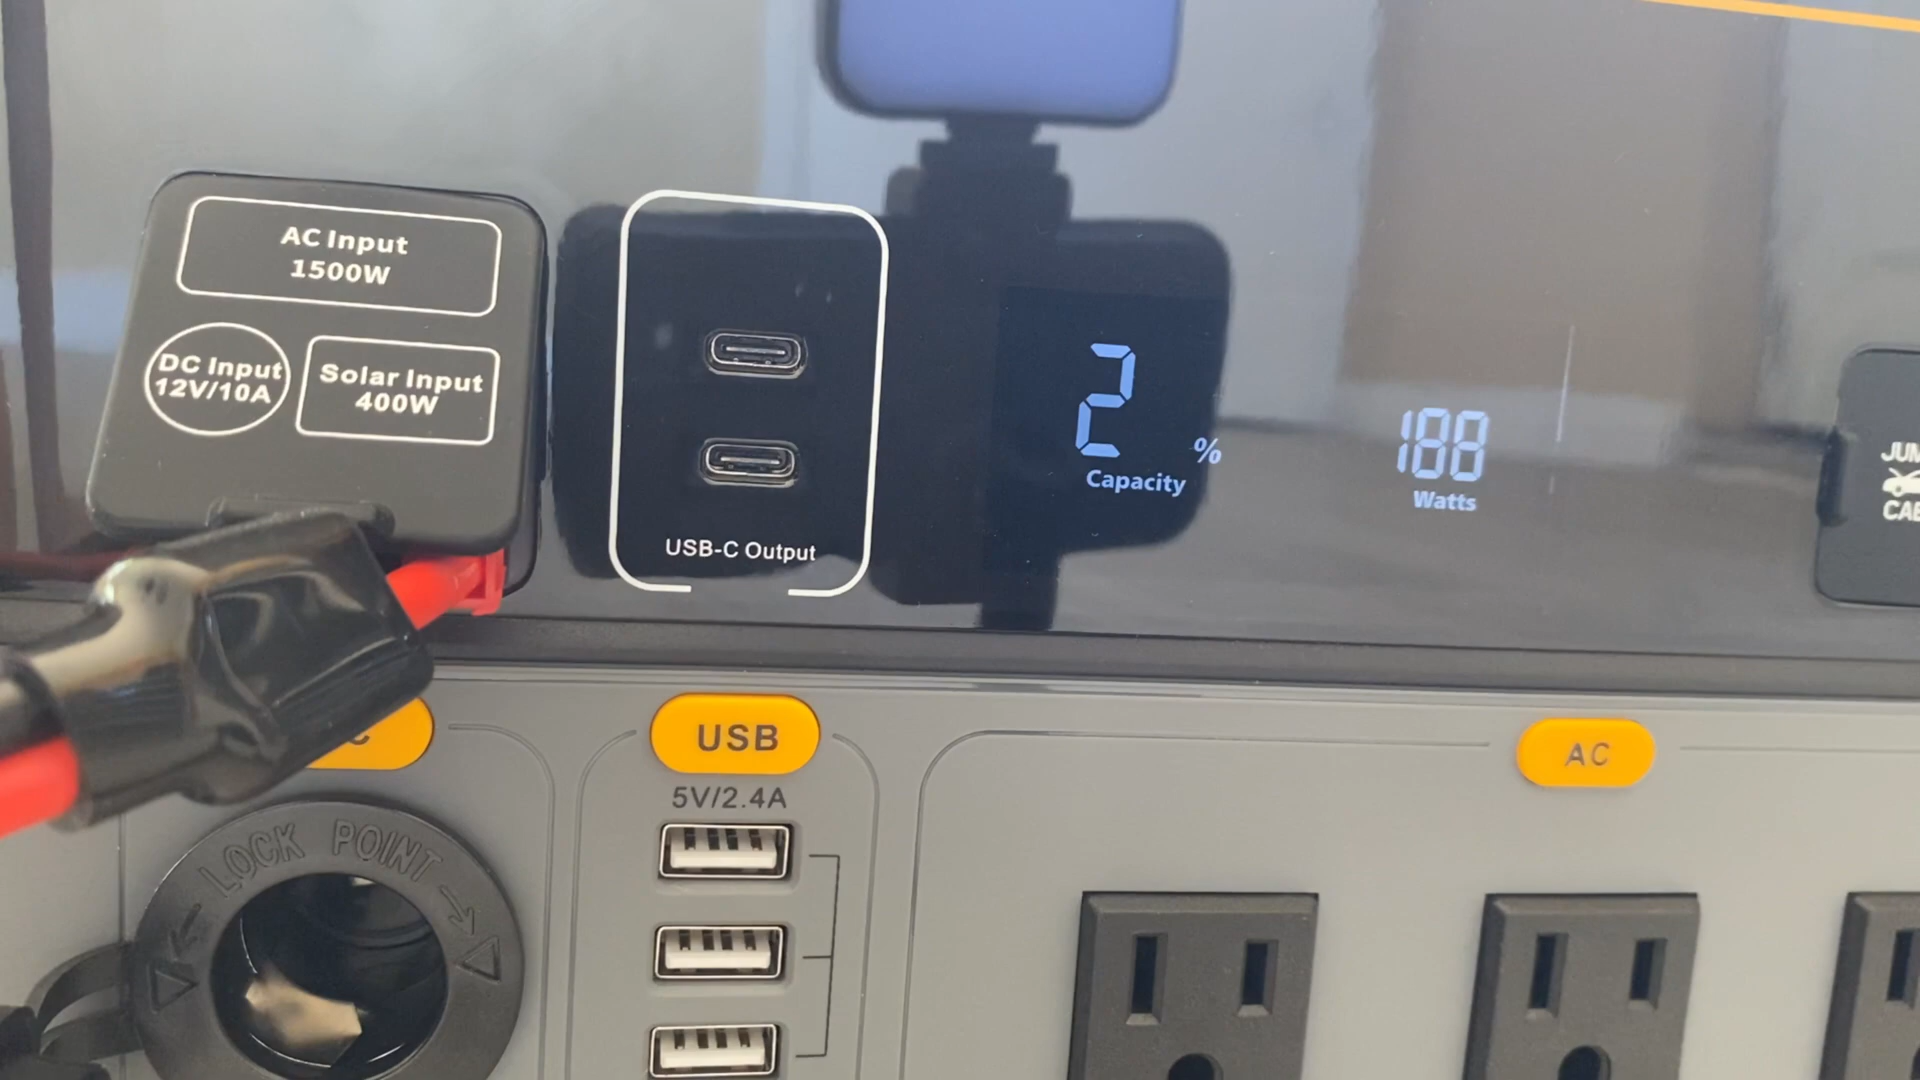 AC Input
1500W
DC Input
12V/10A
Solar Input
400W
USB-C Output
2 %
Capacity
188
Watts
USB
5V/2.4A
AC
LOCK POINT